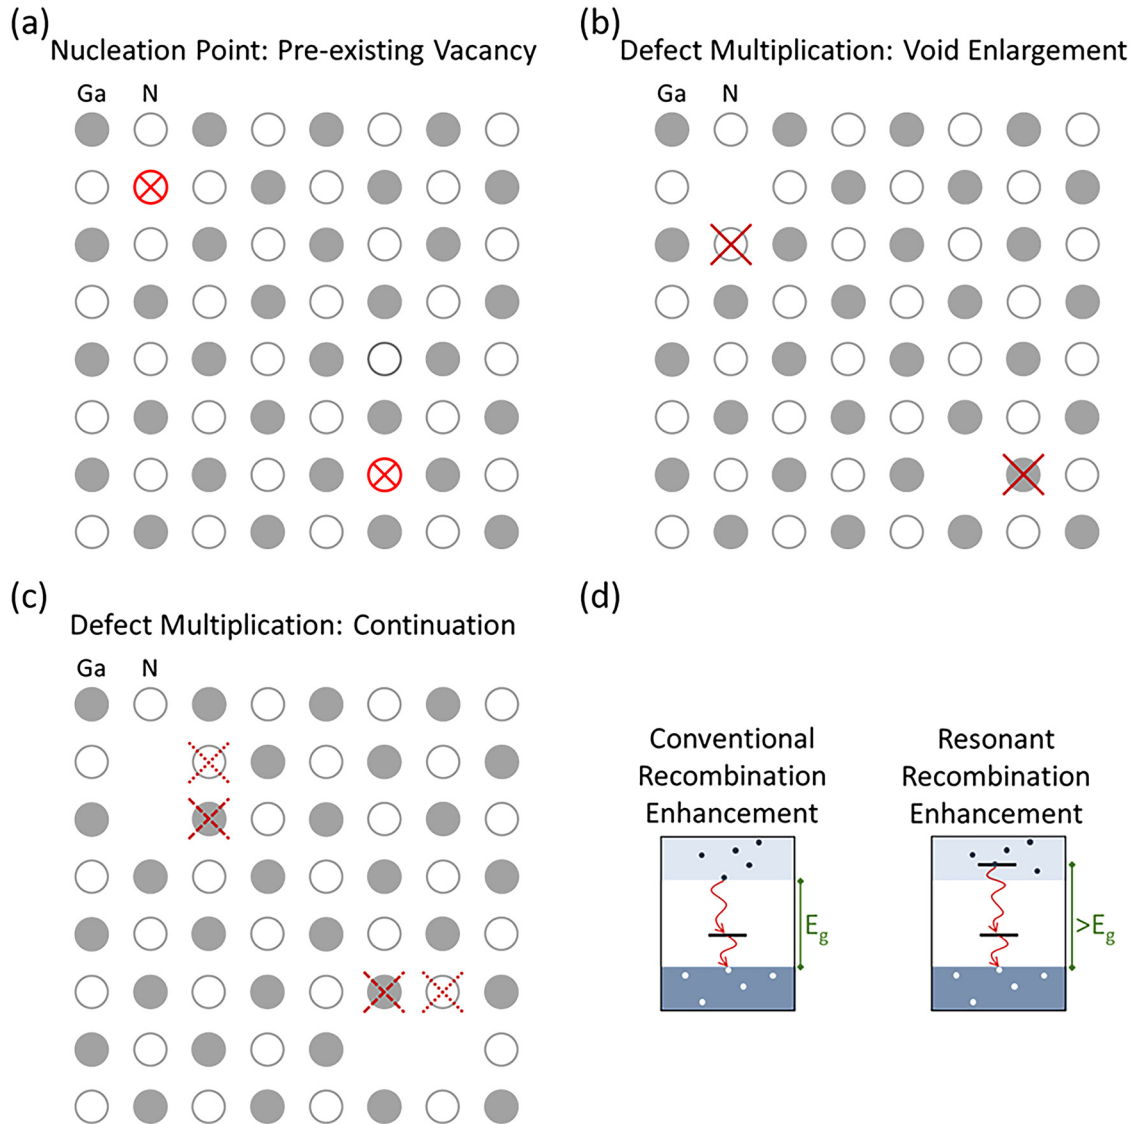 (a)
Nucleation Point: Pre-existing Vacancy
Ga N
(b)
Defect Multiplication: Void Enlargement
Ga N
(c)
Defect Multiplication: Continuation
Ga N
(d)
Conventional
Recombination
Enhancement
Eg
Resonant
Recombination
Enhancement
>Eg